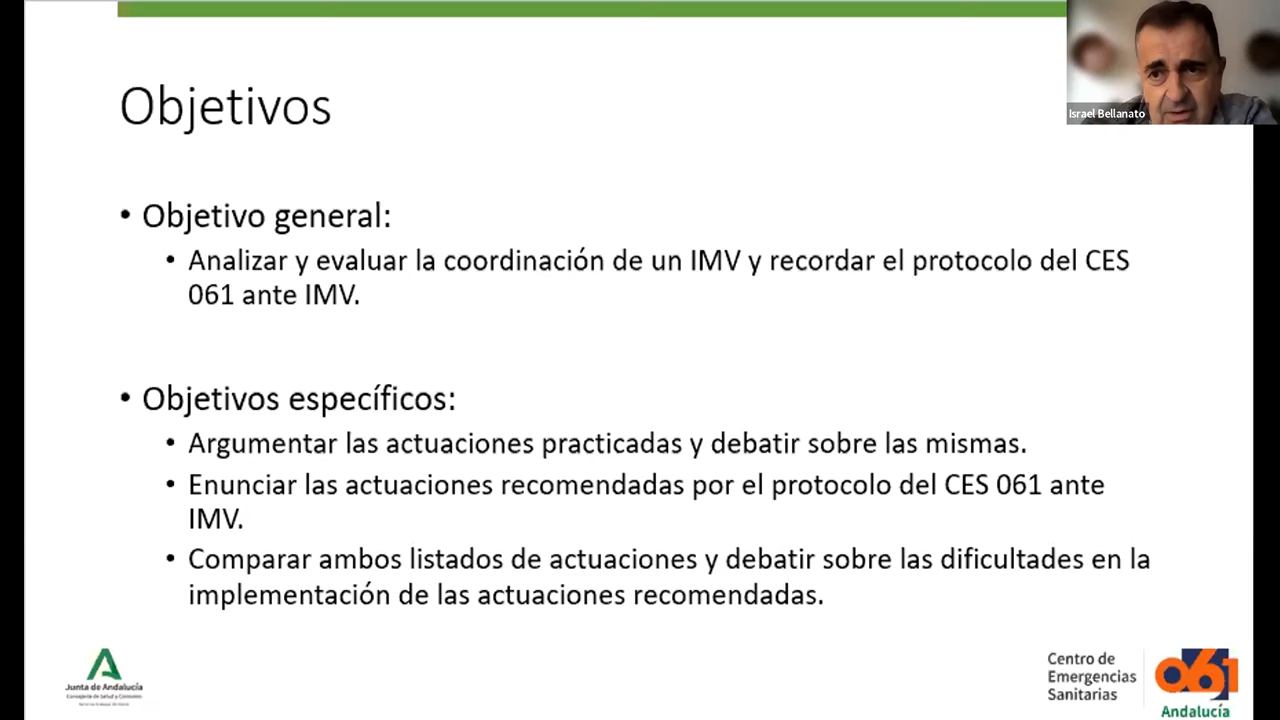 Objetivos
Israel Bellanato
• Objetivo general:
• Analizar y evaluar la coordinación de un IMV y recordar el protocolo del CES
061 ante IMV.
• Objetivos específicos:
• Argumentar las actuaciones practicadas y debatir sobre las mismas.
• Enunciar las actuaciones recomendadas por el protocolo del CES 061 ante
IMV.
• Comparar ambos listados de actuaciones y debatir sobre las dificultades en la
implementación de las actuaciones recomendadas.
Junta de Andalucía
Consejería de Salud y Consumo
Centro de
Emergencias
Sanitarias
061
Andalucía